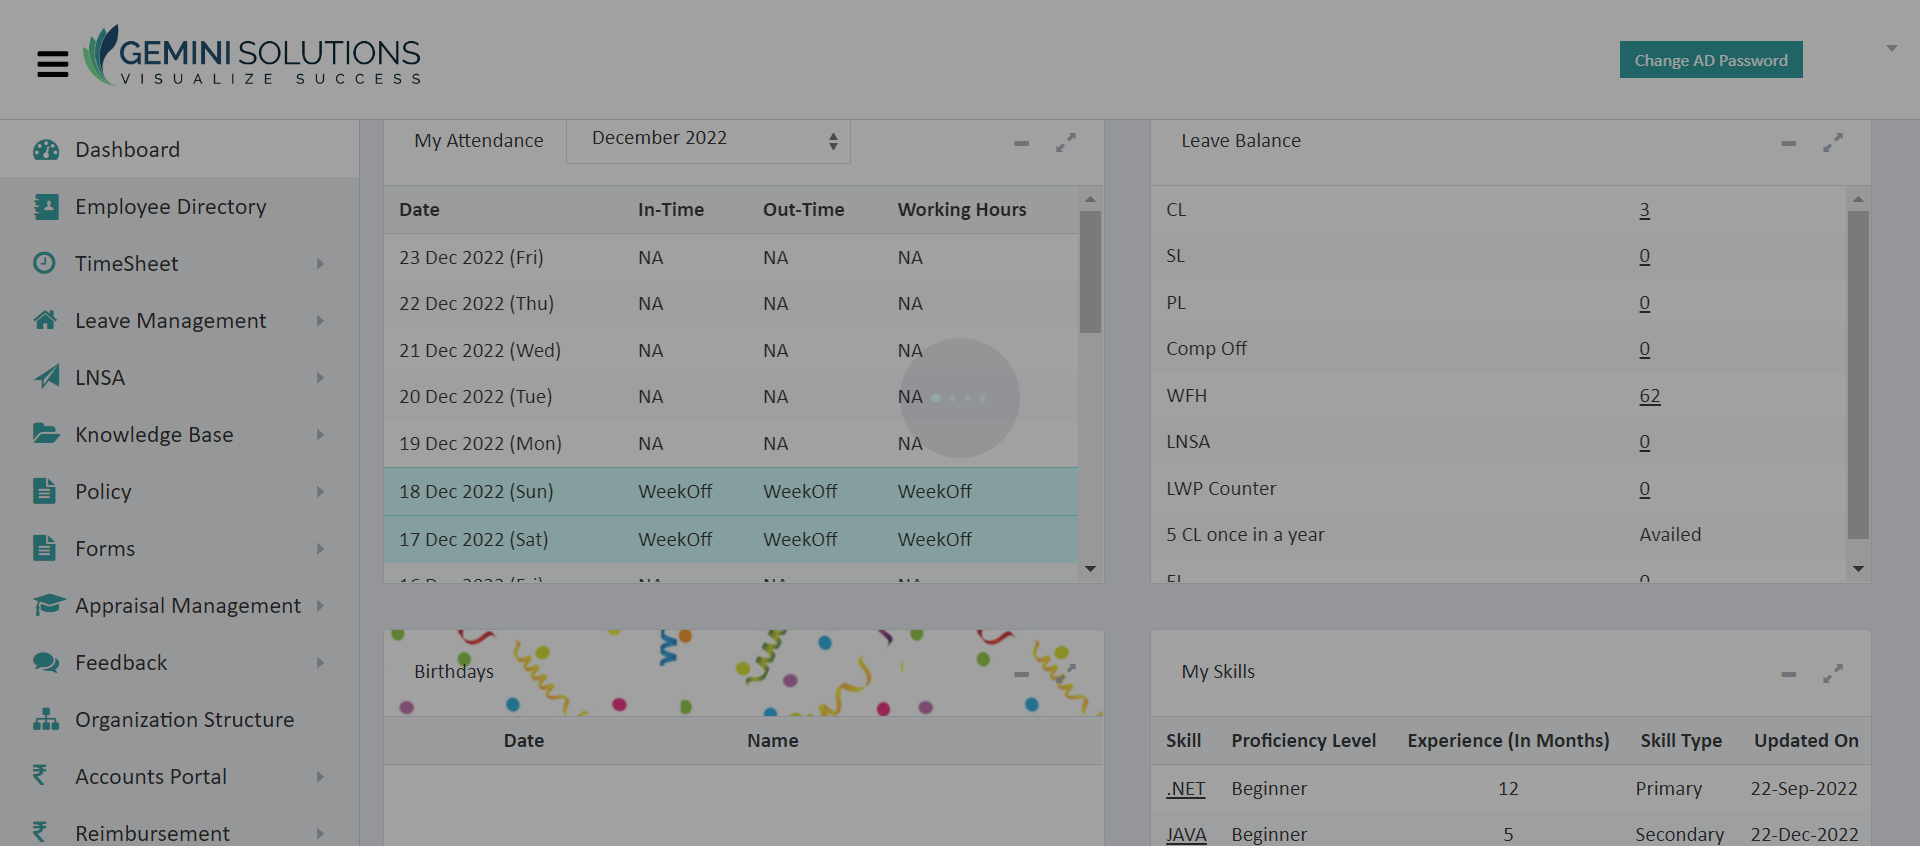 GEMINI SOLUTIONS
VISUALIZE SUCCESS
Change AD Password
Dashboard
Employee Directory
TimeSheet
Leave Management
LNSA
Knowledge Base
Policy
Forms
Appraisal Management
Feedback
Organization Structure
Accounts Portal
Reimbursement
My Attendance December 2022
Date In-Time Out-Time Working Hours
23 Dec 2022 (Fri) NA NA NA
22 Dec 2022 (Thu) NA NA NA
21 Dec 2022 (Wed) NA NA NA
20 Dec 2022 (Tue) NA NA NA
19 Dec 2022 (Mon) NA NA NA
18 Dec 2022 (Sun) WeekOff WeekOff WeekOff
17 Dec 2022 (Sat) WeekOff WeekOff WeekOff
Leave Balance
CL 3
SL 0
PL 0
Comp Off 0
WFH 62
LNSA 0
LWP Counter 0
5 CL once in a year Availed
Birthdays
Date Name
My Skills
Skill Proficiency Level Experience (In Months) Skill Type Updated On
.NET Beginner 12 Primary 22-Sep-2022
JAVA Beginner 5 Secondary 22-Dec-2022